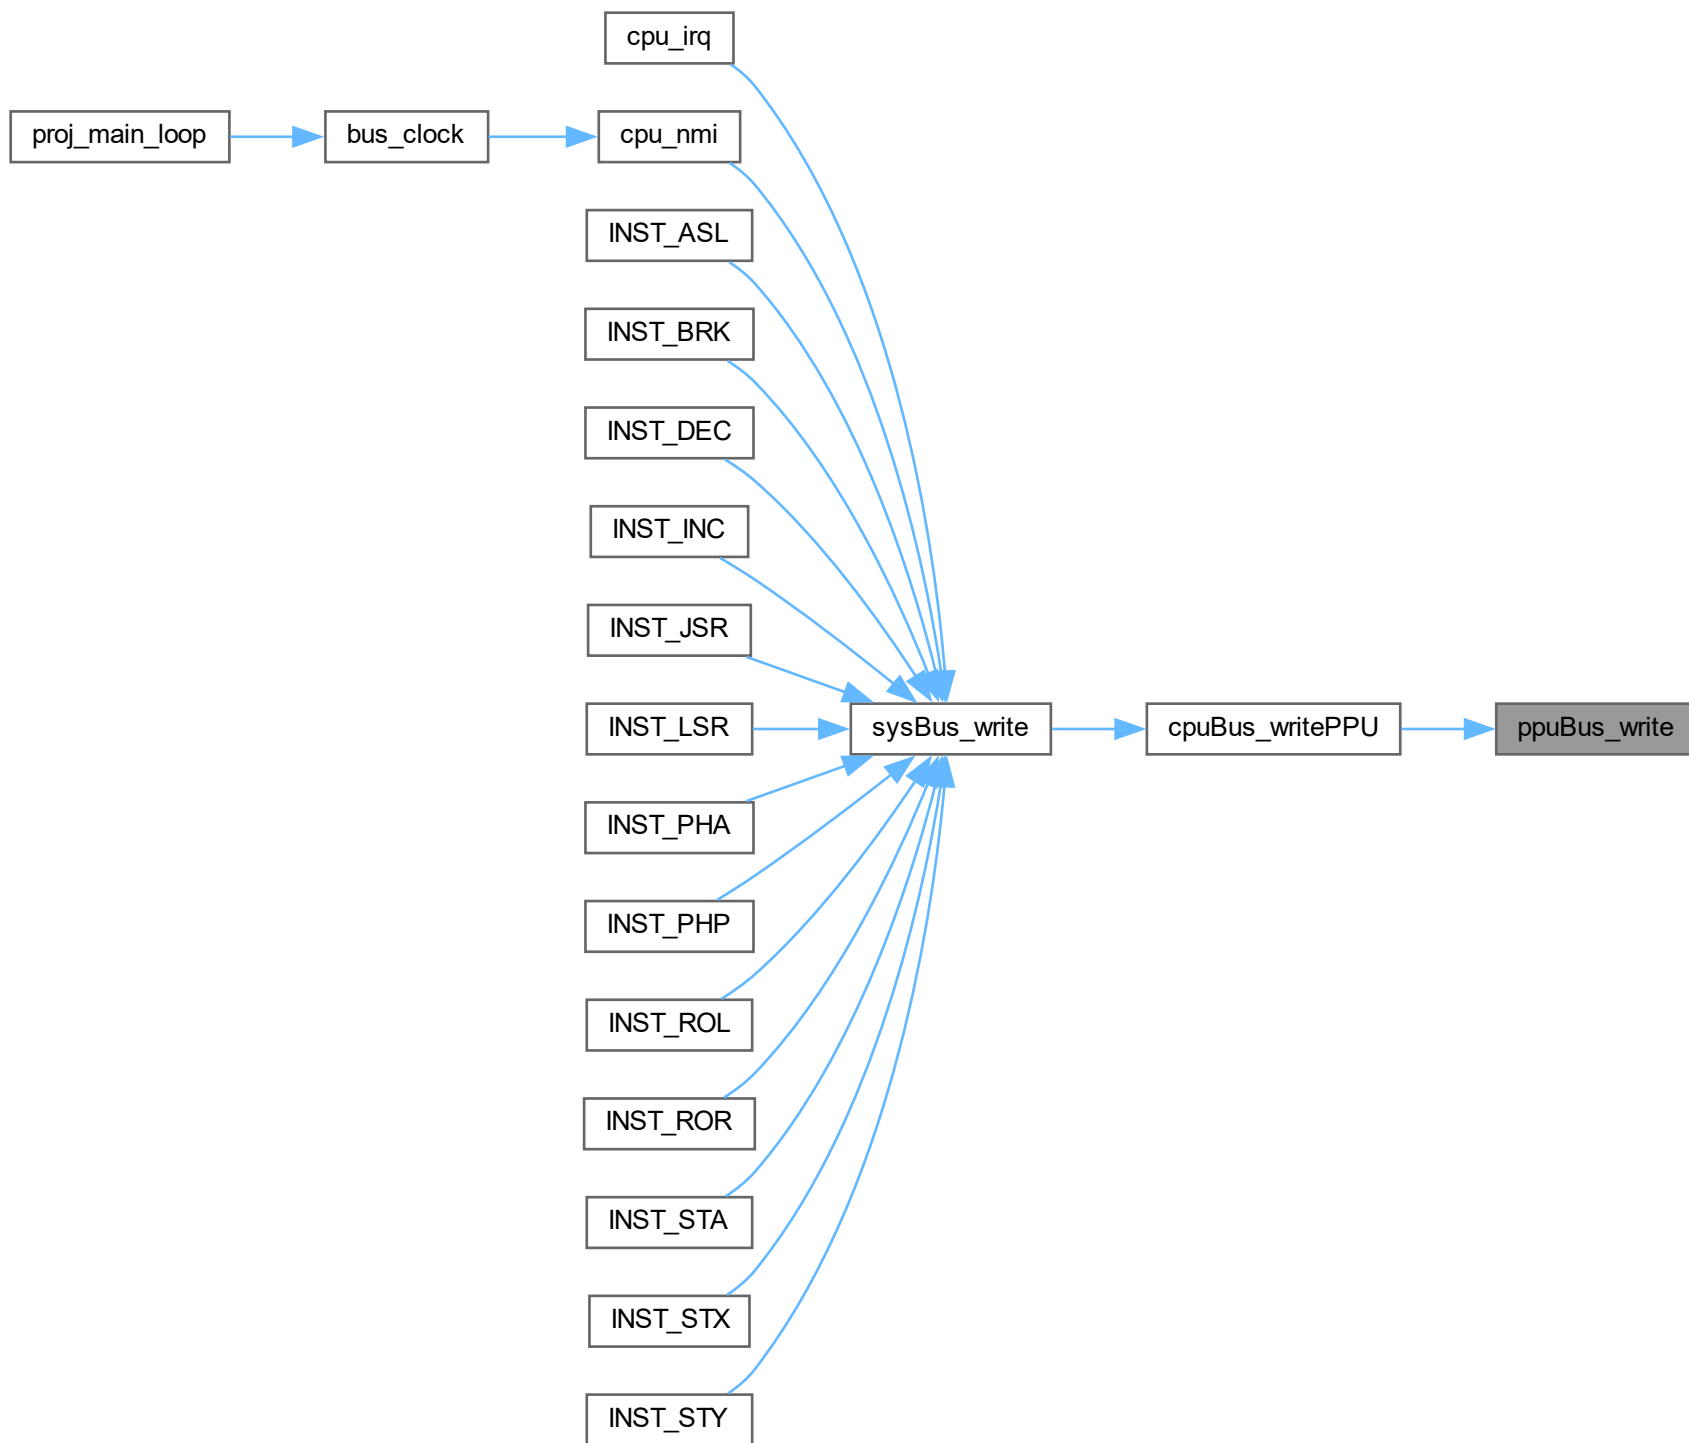 cpu_irq
proj_main_loop
bus_clock
cpu_nmi
INST_ASL
INST_BRK
INST_DEC
INST_INC
INST_JSR
INST_LSR
sysBus_write
cpuBus_writePPU
ppuBus_write
INST_PHA
INST_PHP
INST_ROL
INST_ROR
INST_STA
INST_STX
INST_STY